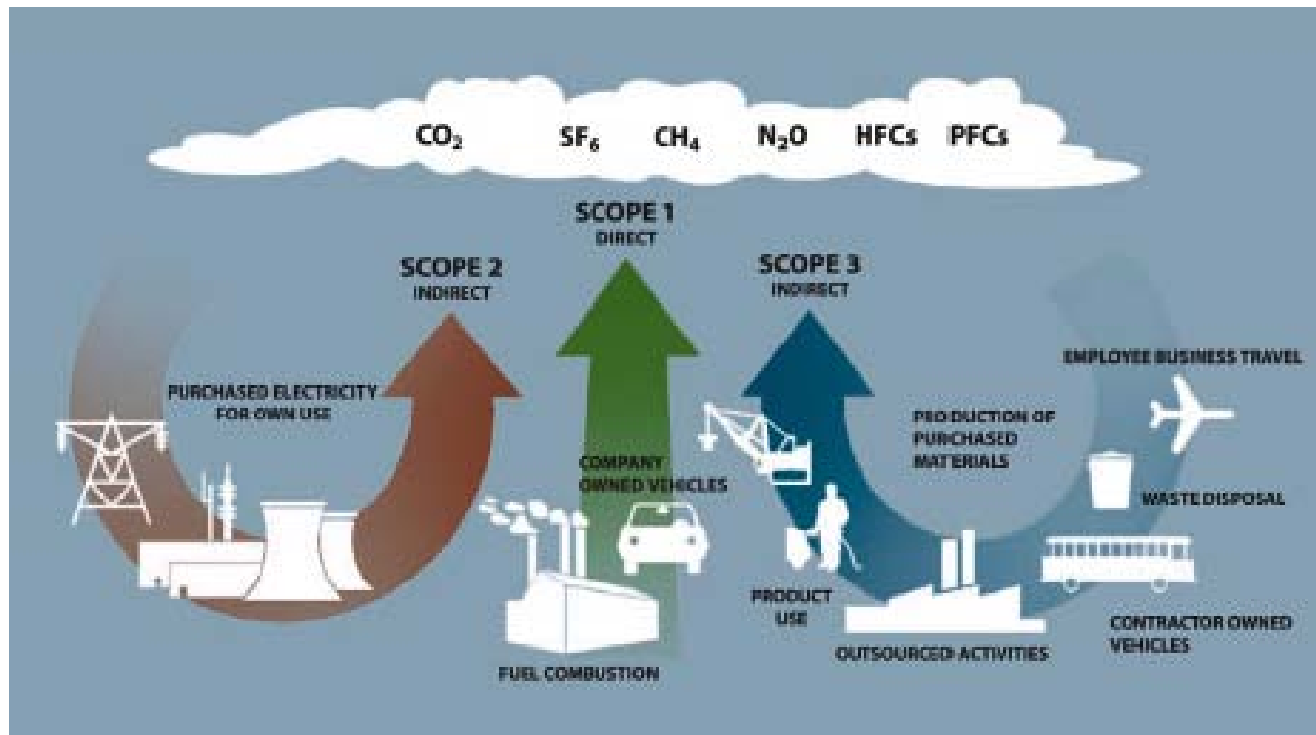 CO₂ SF₆ CH₄ N₂O HFCs PFCs
SCOPE 1
DIRECT
SCOPE 2
INDIRECT
SCOPE 3
INDIRECT
PURCHASED ELECTRICITY
FOR OWN USE
COMPANY
OWNED VEHICLES
FUEL COMBUSTION
EMPLOYEE BUSINESS TRAVEL
PRODUCTION OF
PURCHASED
MATERIALS
WASTE DISPOSAL
PRODUCT
USE
OUTSOURCED ACTIVITIES
CONTRACTOR OWNED
VEHICLES